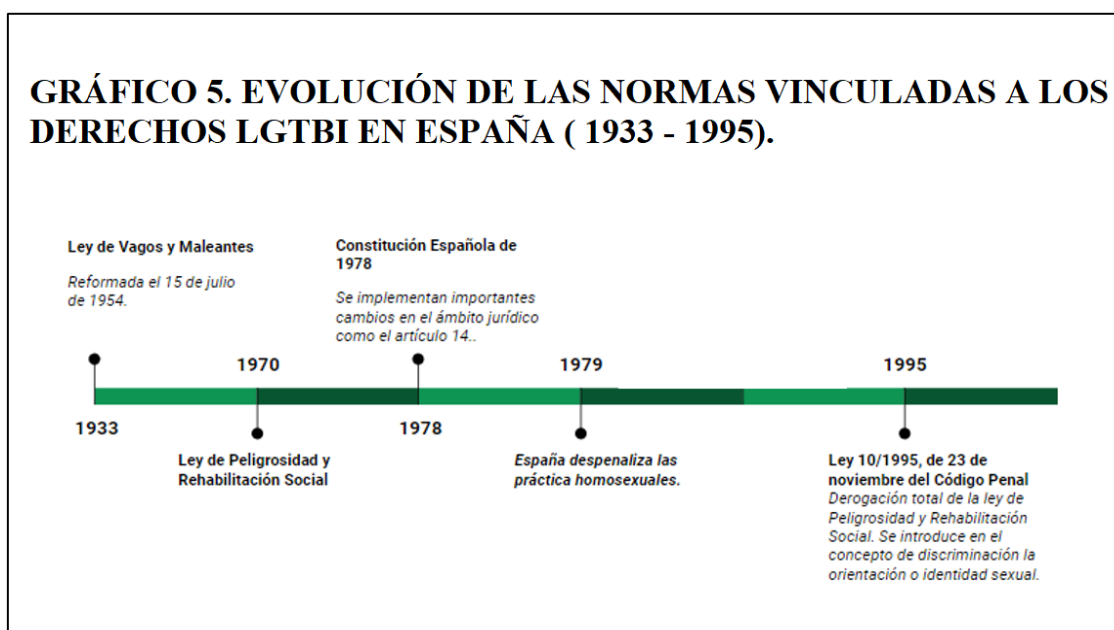 GRÁFICO 5. EVOLUCIÓN DE LAS NORMAS VINCULADAS A LOS
DERECHOS LGTBI EN ESPAÑA ( 1933 - 1995).
Ley de Vagos y Maleantes
Reformada el 15 de julio
de 1954.
1933
1970
Ley de Peligrosidad y
Rehabilitación Social
Constitución Española de
1978
Se implementan importantes
cambios en el ámbito jurídico
como el artículo 14..
1978
1979
España despenaliza las
práctica homosexuales.
1995
Ley 10/1995, de 23 de
noviembre del Código Penal
Derogación total de la ley de
Peligrosidad y Rehabilitación
Social. Se introduce en el
concepto de discriminación la
orientación o identidad sexual.